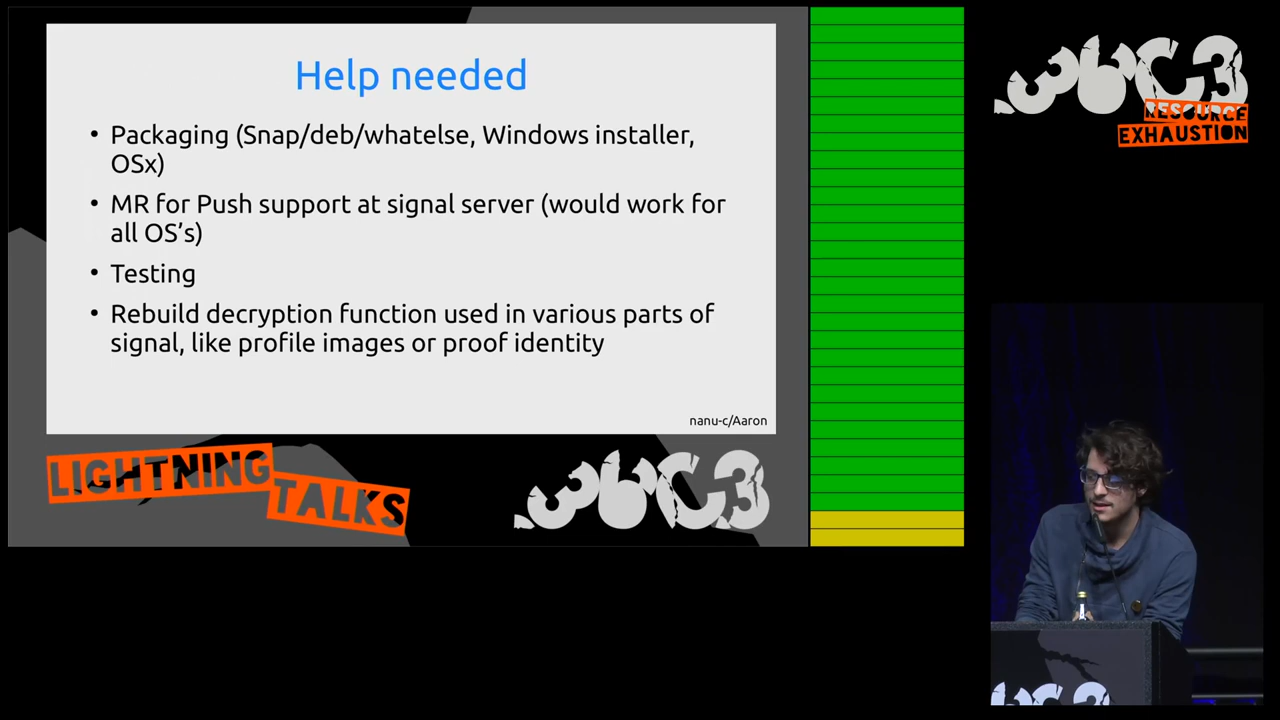 Help needed
• Packaging (Snap/deb/whatelse, Windows installer,
OSx)
• MR for Push support at signal server (would work for
all OS’s)
• Testing
• Rebuild decryption function used in various parts of
signal, like profile images or proof identity
nanu-c/Aaron
LIGHTNING
TALKS
36C3
36C3
RESOURCE
EXHAUSTION
36C3